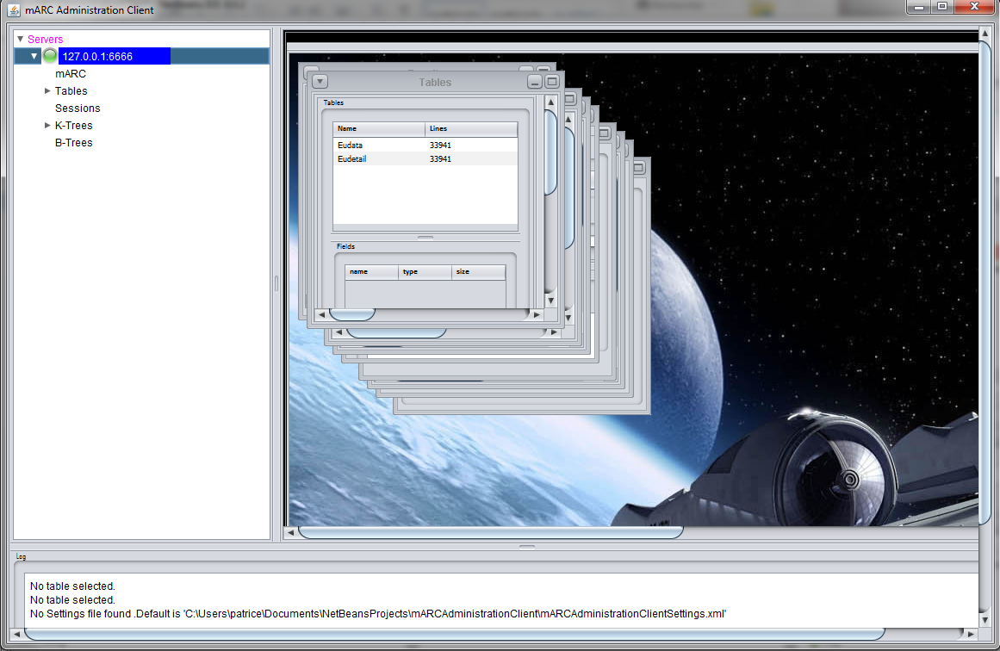 mARC Administration Client
Servers
127.0.0.1:6666
mARC
Tables
Sessions
K-Trees
B-Trees
Tables
Tables
Name Lines
Eudata 33941
Eudetail 33941
Fields
name type size
Log
No table selected.
No table selected.
No Settings file found .Default is 'C:\Users\patrice\Documents\NetBeansProjects\mARCAdministrationClient\mARCAdministrationClientSettings.xml'